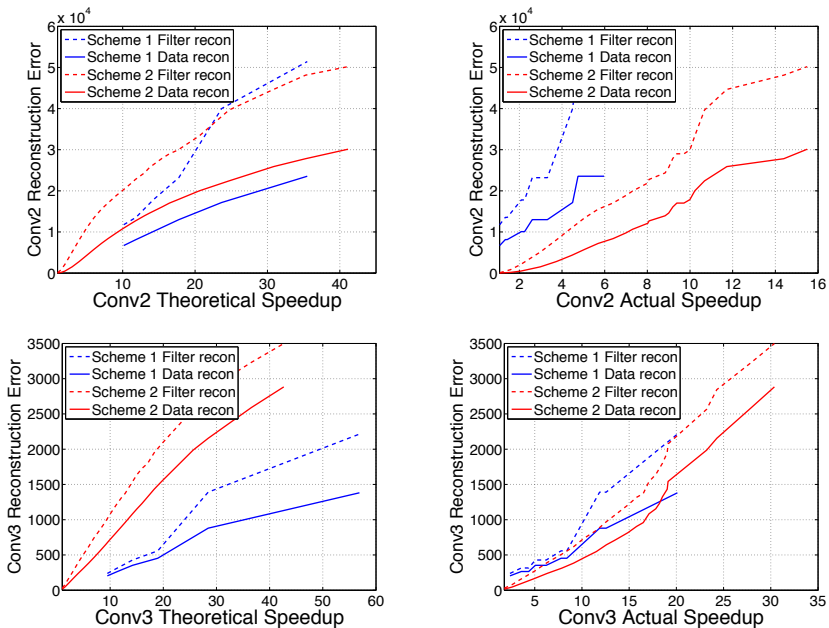 6 x 10⁴
Scheme 1 Filter recon
Scheme 1 Data recon
Scheme 2 Filter recon
Scheme 2 Data recon
5
4
3
2
1
0
10 20 30 40
Conv2 Reconstruction Error
Conv2 Theoretical Speedup
6 x 10⁴
Scheme 1 Filter recon
Scheme 1 Data recon
Scheme 2 Filter recon
Scheme 2 Data recon
5
4
3
2
1
0
2 4 6 8 10 12 14 16
Conv2 Reconstruction Error
Conv2 Actual Speedup
3500
Scheme 1 Filter recon
Scheme 1 Data recon
Scheme 2 Filter recon
Scheme 2 Data recon
3000
2500
2000
1500
1000
500
0
10 20 30 40 50 60
Conv3 Reconstruction Error
Conv3 Theoretical Speedup
3500
Scheme 1 Filter recon
Scheme 1 Data recon
Scheme 2 Filter recon
Scheme 2 Data recon
3000
2500
2000
1500
1000
500
0
5 10 15 20 25 30 35
Conv3 Reconstruction Error
Conv3 Actual Speedup